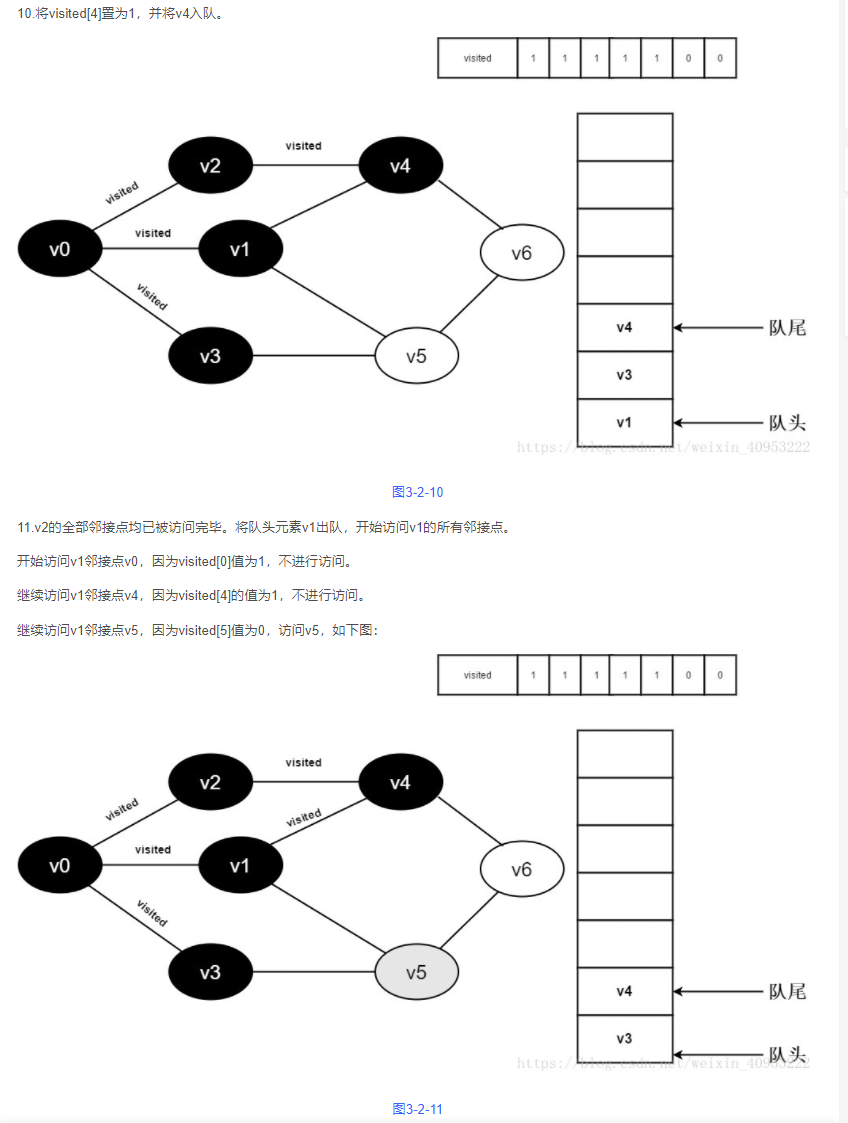 10.将visited[4]置为1，并将v4入队。
visited 1 1 1 1 1 0 0
v2 visited v4
visited
v0 visited v1 v6
visited
v3 v5
v4 队尾
v3
v1 队头
https://blog.csdn.net/weixin_40953222
图3-2-10
11.v2的全部邻接点均已被访问完毕。将队头元素v1出队，开始访问v1的所有邻接点。
开始访问v1邻接点v0，因为visited[0]值为1，不进行访问。
继续访问v1邻接点v4，因为visited[4]的值为1，不进行访问。
继续访问v1邻接点v5，因为visited[5]值为0，访问v5，如下图：
visited 1 1 1 1 1 0 0
v2 visited v4
visited visited
v0 visited v1 v6
visited
v3 v5
v4 队尾
v3
队头
https://blog.csdn.net/weixin_40953222
图3-2-11